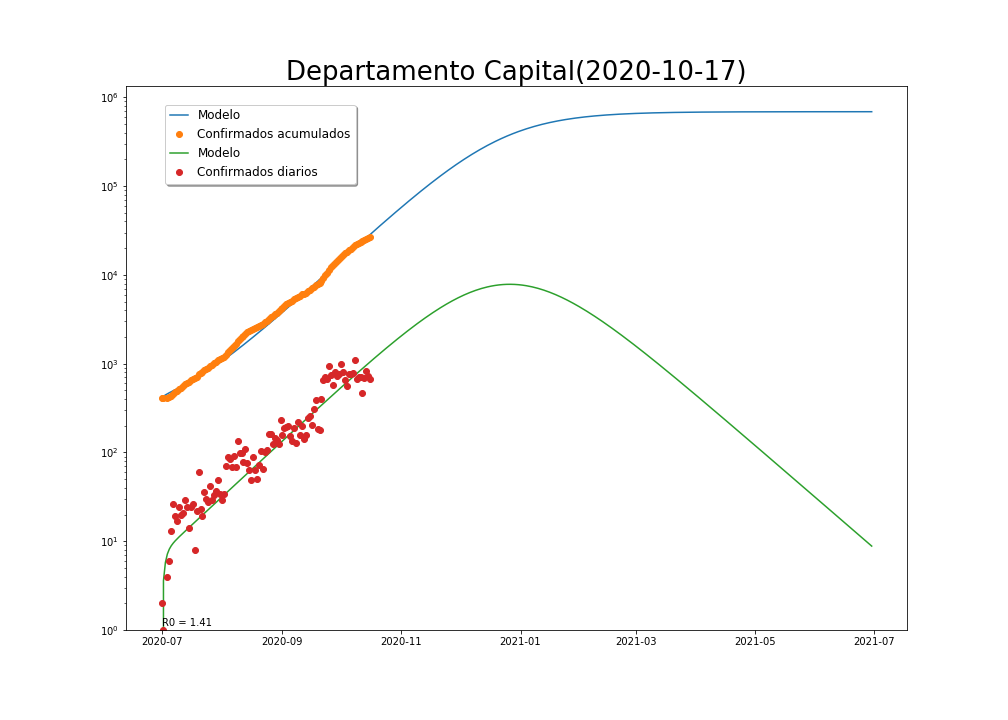 Departamento Capital(2020-10-17)
Modelo
Confirmados acumulados
Modelo
Confirmados diarios
10⁶
10⁵
10⁴
10³
10²
10¹
10⁰
R0 = 1.41
2020-07 2020-09 2020-11 2021-01 2021-03 2021-05 2021-07